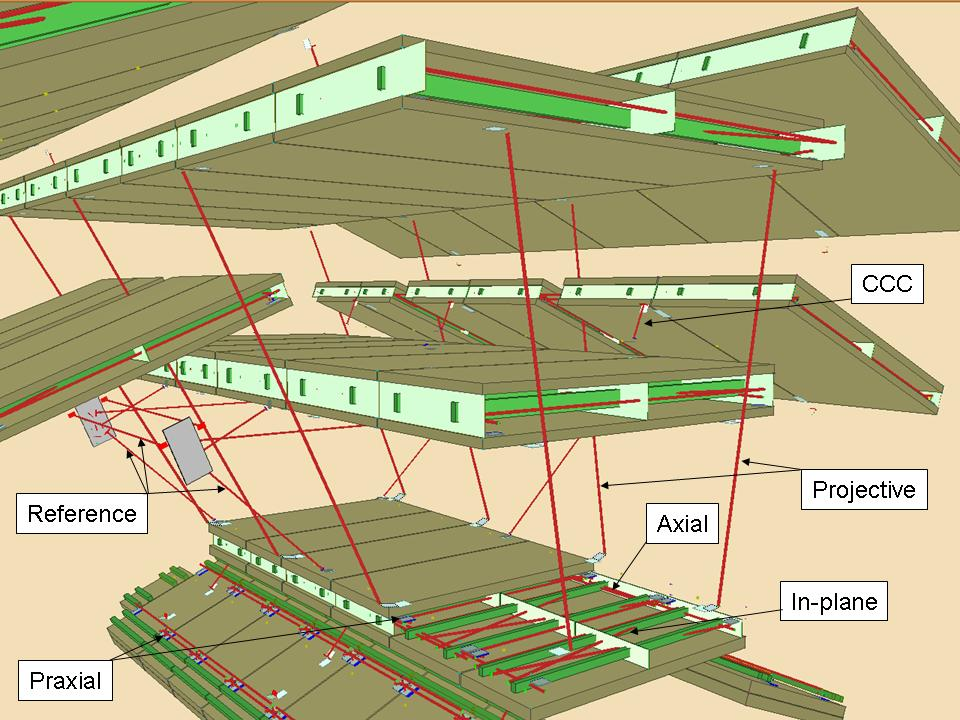 CCC
Projective
Reference
Axial
In-plane
Praxial